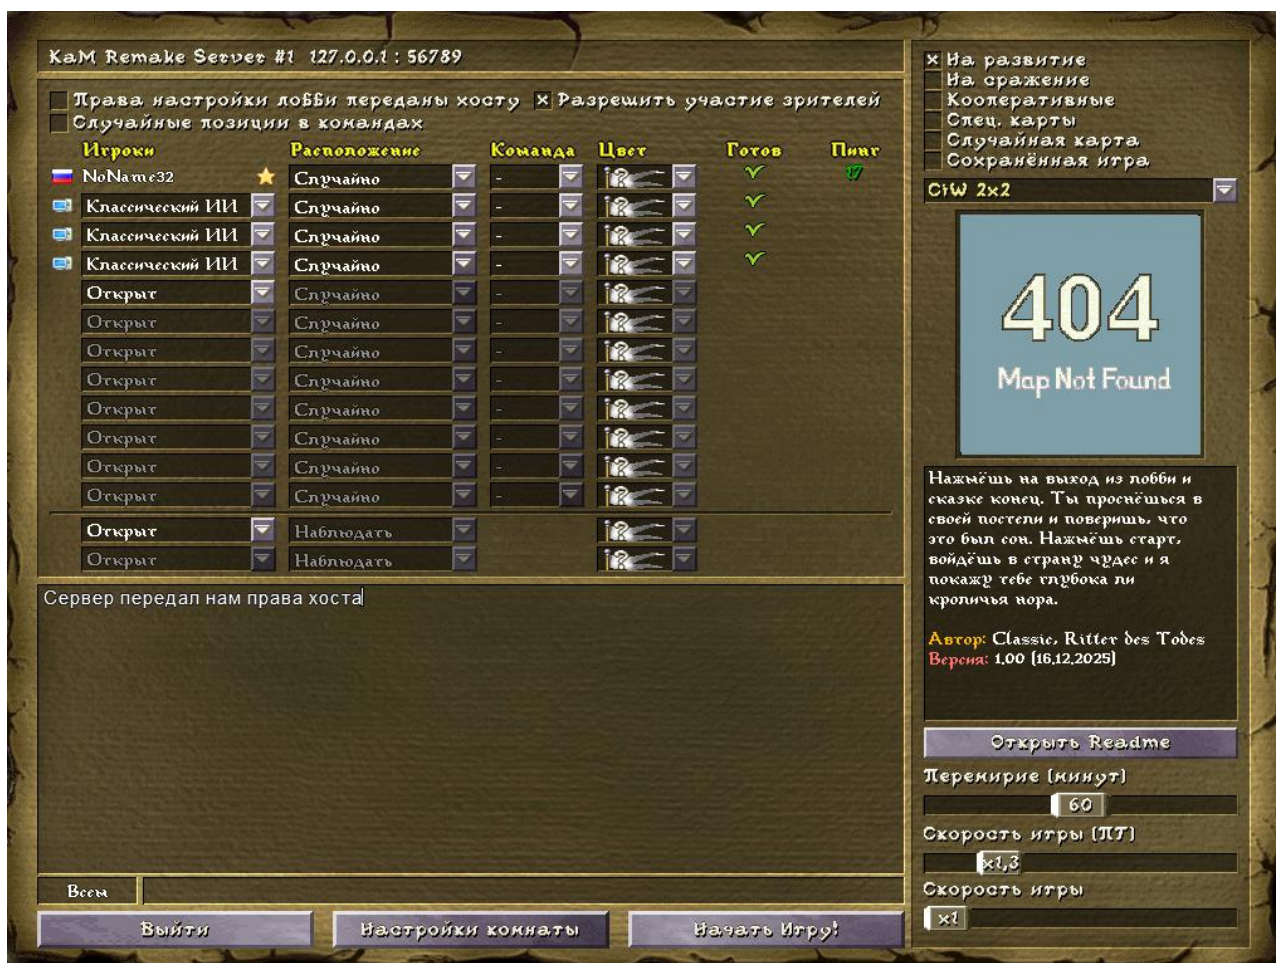 KaM Remake Server #1 127.0.0.1 : 56789
Права настройки лобби переданы хосту Разрешить участие зрителей
Случайные позиции в командах
Игроки Расположение Команда Цвет Готов Пинг
NoName32 Случайно - 17
Классический ИИ Случайно -
Классический ИИ Случайно -
Классический ИИ Случайно -
Открыт Случайно -
Открыт Случайно -
Открыт Случайно -
Открыт Случайно -
Открыт Случайно -
Открыт Случайно -
Открыт Случайно -
Открыт Случайно -
Открыт Наблюдать
Открыт Наблюдать
Сервер передал нам права хоста
Всем
Выйти Настройки комнаты Начать Игру!
На развитие
На сражение
Кооперативные
Спец. карты
Случайная карта
Сохранённая игра
CtW 2x2
404
Map Not Found
Нажмёшь на выход из лобби и
сказке конец. Ты проснёшься в
своей постели и поверишь, что
это был сон. Нажмёшь старт,
войдёшь в страну чудес и я
покажу тебе глубока ли
кроличья нора.
Автор: Classic, Ritter des Todes
Версия: 1.00 (16.12.2025)
Открыть Readme
Перемирие (минут)
60
Скорость игры (ПТ)
x1,3
Скорость игры
x1